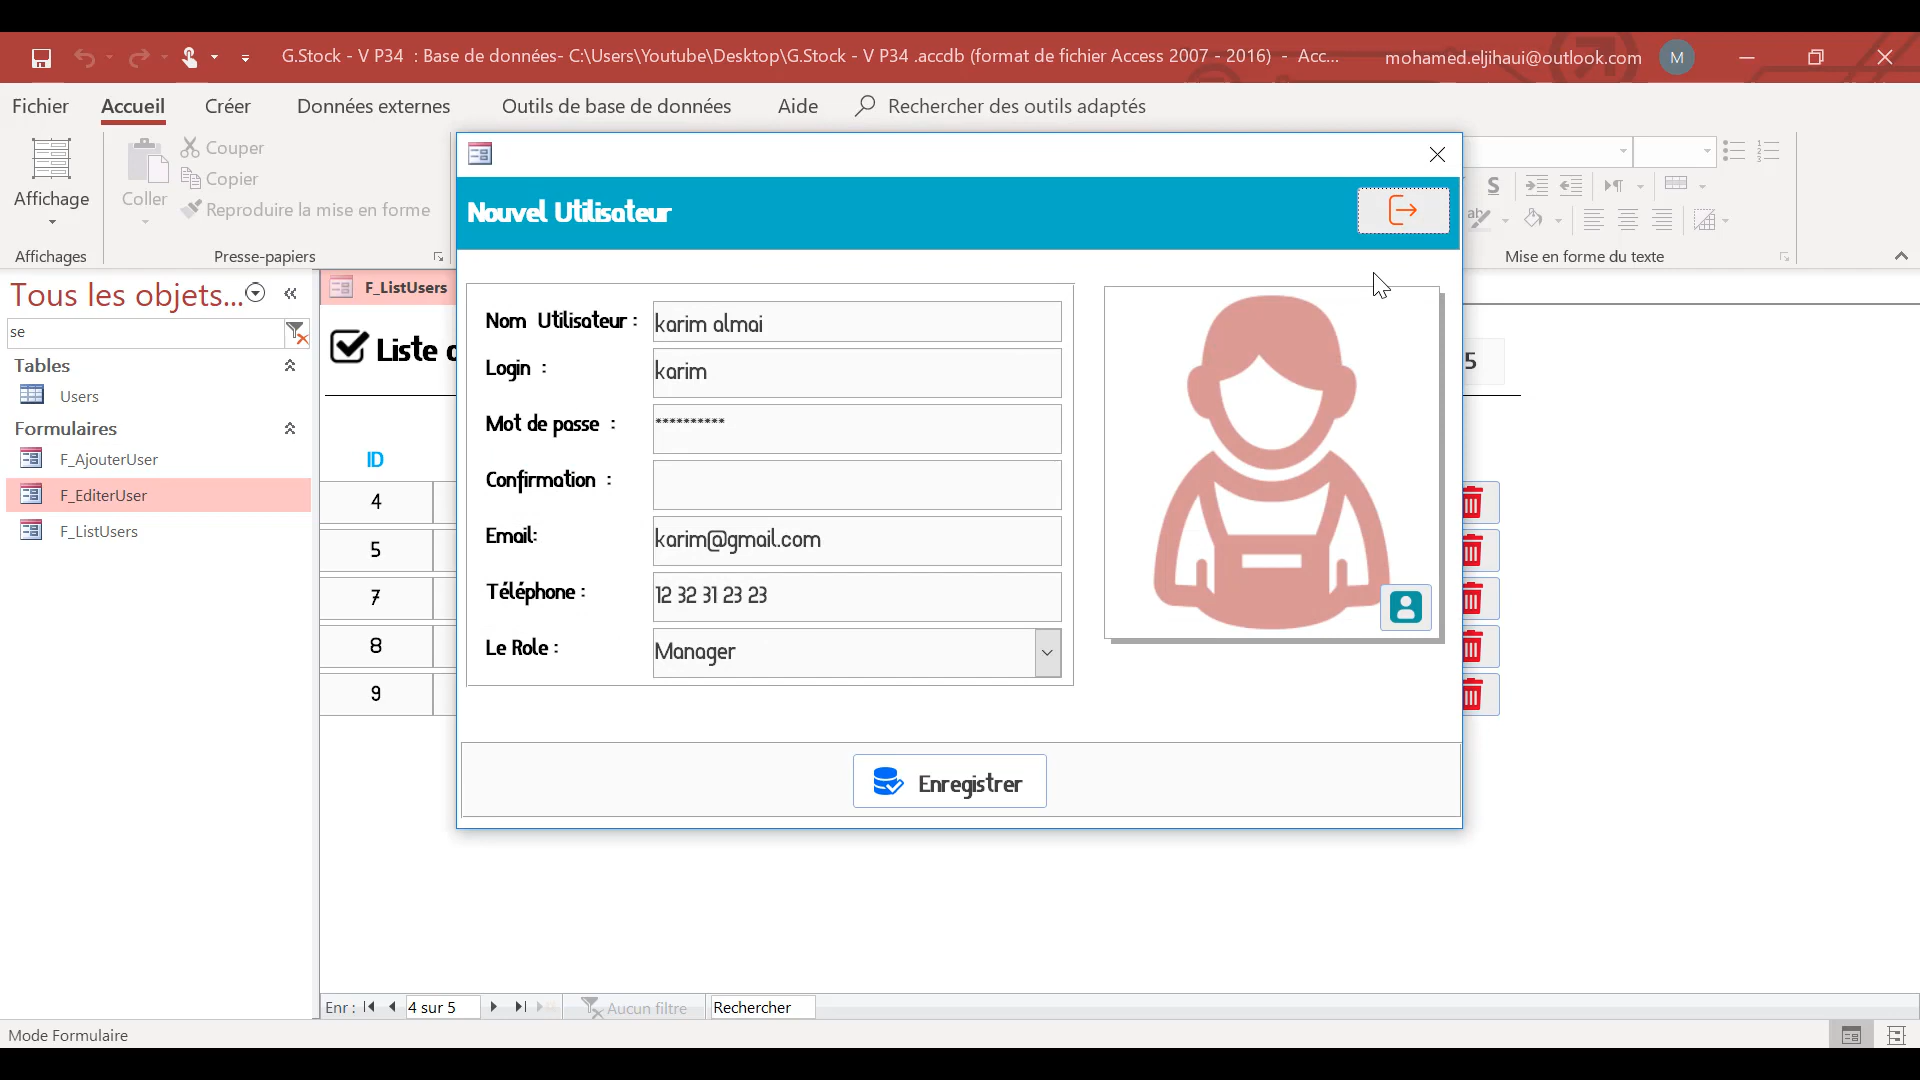 G.Stock - V P34 : Base de données- C:\Users\Youtube\Desktop\G.Stock - V P34 .accdb (format de fichier Access 2007 - 2016) - Acc...
mohamed.eljihaui@outlook.com
M
Fichier
Accueil
Créer
Données externes
Outils de base de données
Aide
Rechercher des outils adaptés
Affichage
Coller
Couper
Copier
Reproduire la mise en forme
S
ab
Affichages
Presse-papiers
Mise en forme du texte
Tous les objets...
se
Tables
Users
Formulaires
F_AjouterUser
F_EditerUser
F_ListUsers
F_ListUsers
Liste
5
ID
4
5
7
8
9
Nouvel Utilisateur
Nom Utilisateur : karim almai
Login : karim
Mot de passe : **********
Confirmation :
Email: karim@gmail.com
Téléphone : 12 32 31 23 23
Le Role : Manager
Enregistrer
Enr : 4 sur 5
Aucun filtre
Rechercher
Mode Formulaire